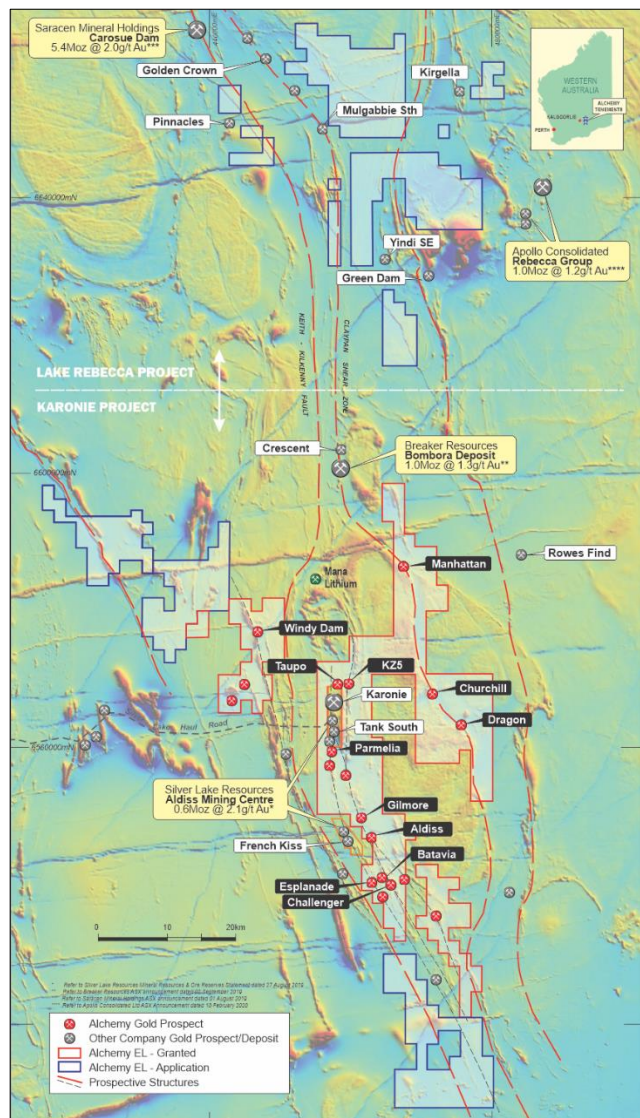 Saracen Mineral Holdings
Carosue Dam
5.4Moz @ 2.0g/t Au***
Golden Crown
Kirgella
WESTERN
AUSTRALIA
KALGOORLIE
ALCHEMY
TENEMENTS
PERTH
Pinnacles
Mulgabbie Sth
6640000mN
Yindi SE
Apollo Consolidated
Rebecca Group
1.0Moz @ 1.2g/t Au****
Green Dam
KEITH - KILKENNY FAULT
CLAYPAN SHEAR ZONE
LAKE REBECCA PROJECT
KARONIE PROJECT
Crescent
Breaker Resources
Bombora Deposit
1.0Moz @ 1.3g/t Au**
6600000mN
Rowes Find
Manhattan
Mana
Lithium
Windy Dam
Taupo
KZ5
Karonie
Churchill
Haul Road
Tank South
Dragon
6560000mN
Parmelia
Silver Lake Resources
Aldiss Mining Centre
0.6Moz @ 2.1g/t Au*
Gilmore
Aldiss
French Kiss
Batavia
Esplanade
Challenger
0 10 20km
Alchemy Gold Prospect
Other Company Gold Prospect/Deposit
Alchemy EL - Granted
Alchemy EL - Application
Prospective Structures